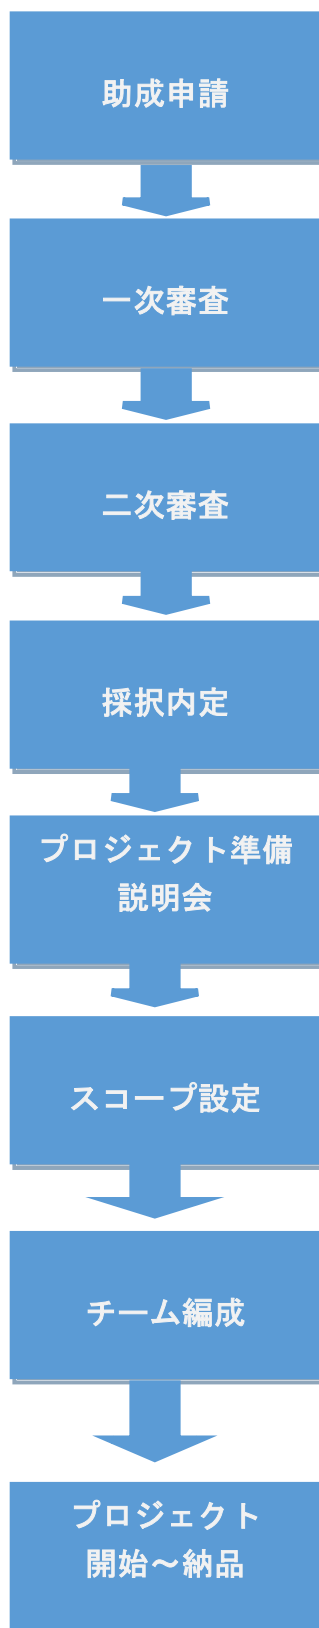 助成申請
一次審査
二次審査
採択内定
プロジェクト準備
説明会
スコープ設定
チーム編成
プロジェクト
開始～納品